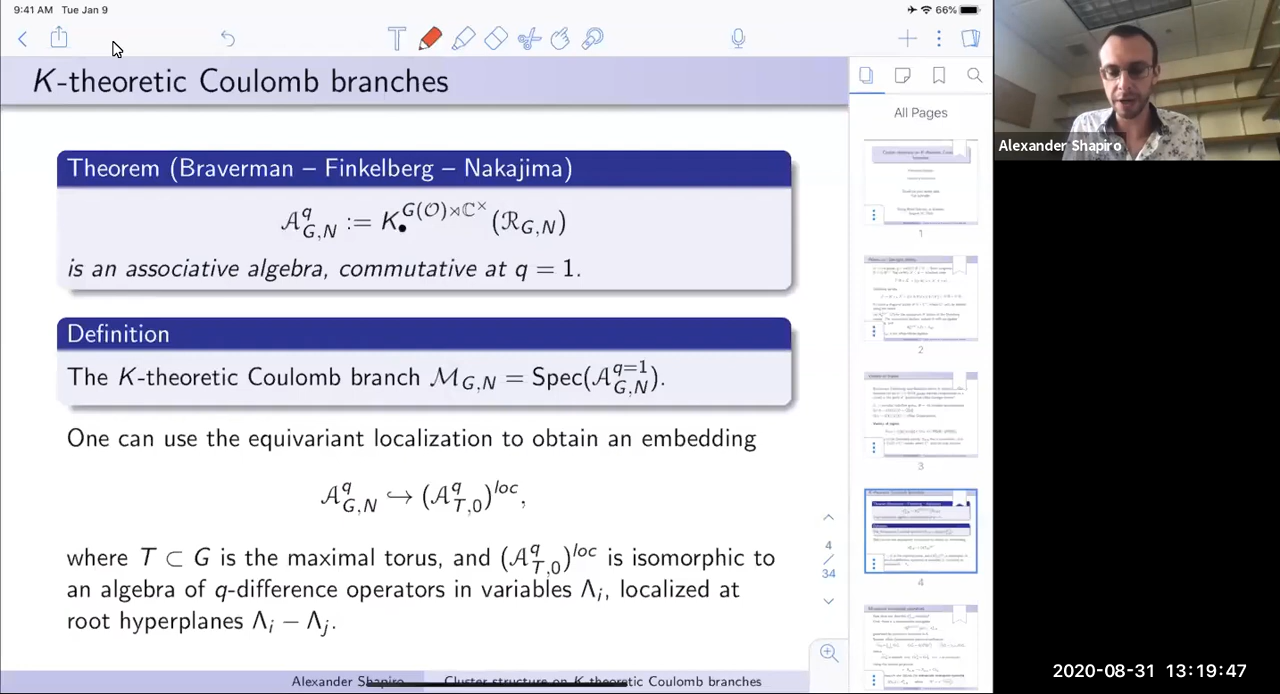 9:41 AM Tue Jan 9
66%
K-theoretic Coulomb branches
Theorem (Braverman – Finkelberg – Nakajima)
𝒜^q_{G,N} := K_•^{G(𝒪)⋊ℂ^×}(ℛ_{G,N})
is an associative algebra, commutative at q = 1.
Definition
The K-theoretic Coulomb branch ℳ_{G,N} = Spec(𝒜^{q=1}_{G,N}).
One can use the equivariant localization to obtain an embedding
𝒜^q_{G,N} ↪ (𝒜^q_{T,0})^{loc},
where T ⊂ G is a maximal torus, and (𝒜^q_{T,0})^{loc} is isomorphic to
an algebra of q-difference operators in variables Λ_i, localized at
root hyperplanes Λ_i − Λ_j.
structure on K-theoretic Coulomb branches
4
34
All Pages
1
2
3
4
Alexander Shapiro
2020-08-31 13:19:47